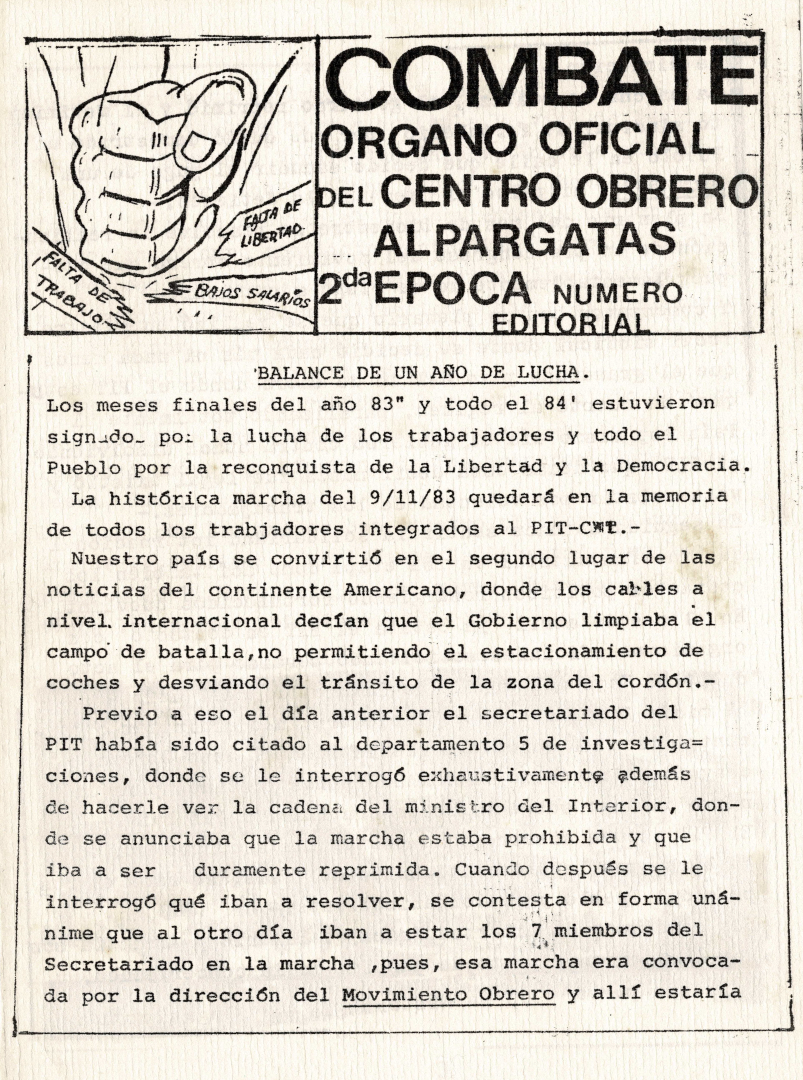 COMBATE
ORGANO OFICIAL
DEL CENTRO OBRERO
ALPARGATAS
2da EPOCA NUMERO
EDITORIAL
FALTA DE
LIBERTAD
FALTA DE
TRABAJO
BAJOS SALARIOS
'BALANCE DE UN AÑO DE LUCHA.
Los meses finales del año 83" y todo el 84' estuvieron
signados por la lucha de los trabajadores y todo el
Pueblo por la reconquista de la Libertad y la Democracia.
La histórica marcha del 9/11/83 quedará en la memoria
de todos los trabjadores integrados al PIT-CNT.-
Nuestro país se convirtió en el segundo lugar de las
noticias del continente Americano, donde los cables a
nivel. internacional decían que el Gobierno limpiaba el
campo de batalla,no permitiendo el estacionamiento de
coches y desviando el tránsito de la zona del cordón.-
Previo a eso el día anterior el secretariado del
PIT había sido citado al departamento 5 de investiga=
ciones, donde se le interrogó exhaustivamente además
de hacerle ver la cadena del ministro del Interior, don-
de se anunciaba que la marcha estaba prohibida y que
iba a ser duramente reprimida. Cuando después se le
interrogó qué iban a resolver, se contesta en forma uná-
nime que al otro día iban a estar los 7 miembros del
Secretariado en la marcha ,pues, esa marcha era convoca-
da por la dirección del Movimiento Obrero y allí estaría